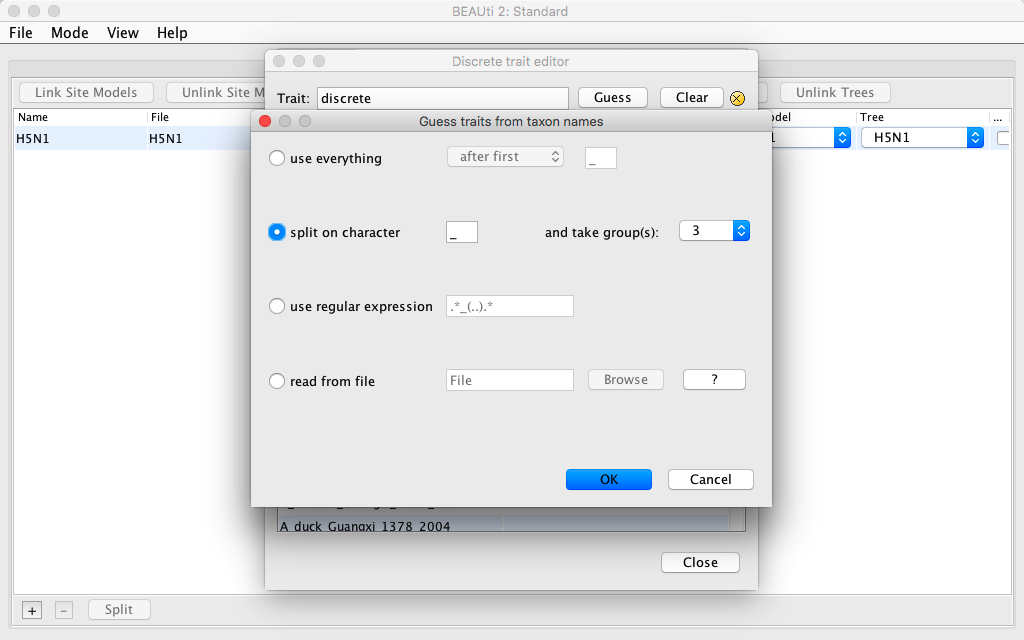 BEAUti 2: Standard
File Mode View Help
Discrete trait editor
Link Site Models Unlink Site M Unlink Trees
Trait: discrete Guess Clear
Name File odel Tree ...
Guess traits from taxon names
H5N1 H5N1 1 H5N1
use everything after first _
split on character _ and take group(s): 3
use regular expression .*_(..).*
read from file File Browse ?
OK Cancel
A_duck_Guangxi_1378_2004
Close
+ - Split